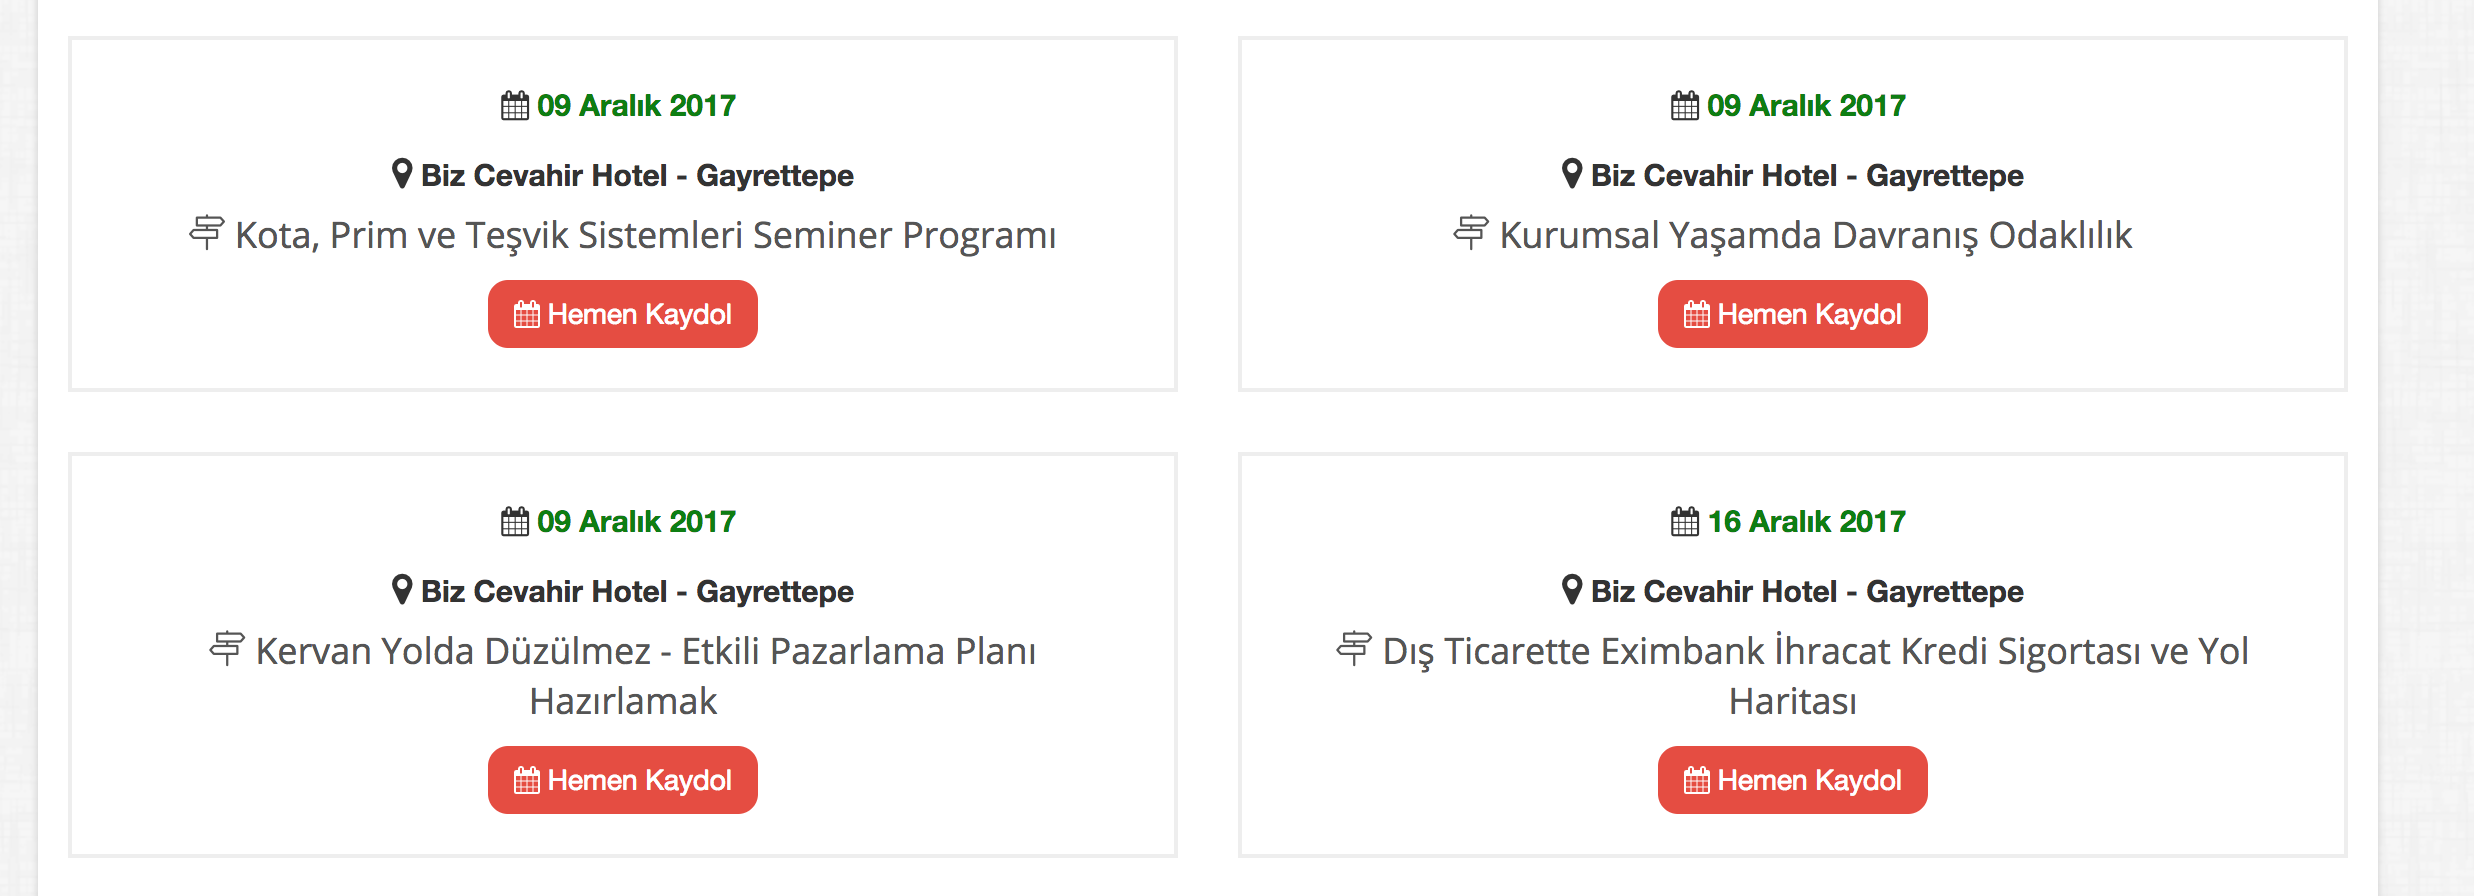 09 Aralık 2017
Biz Cevahir Hotel - Gayrettepe
Kota, Prim ve Teşvik Sistemleri Seminer Programı
Hemen Kaydol
09 Aralık 2017
Biz Cevahir Hotel - Gayrettepe
Kurumsal Yaşamda Davranış Odaklılık
Hemen Kaydol
09 Aralık 2017
Biz Cevahir Hotel - Gayrettepe
Kervan Yolda Düzülmez - Etkili Pazarlama Planı
Hazırlamak
Hemen Kaydol
16 Aralık 2017
Biz Cevahir Hotel - Gayrettepe
Dış Ticarette Eximbank İhracat Kredi Sigortası ve Yol
Haritası
Hemen Kaydol